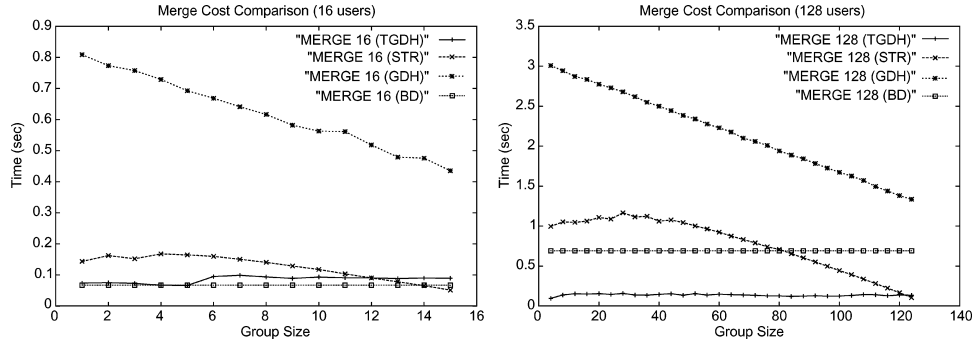 Merge Cost Comparison (16 users)
0.9
0.8
0.7
0.6
0.5
0.4
0.3
0.2
0.1
0
Time (sec)
"MERGE 16 (TGDH)"
"MERGE 16 (STR)"
"MERGE 16 (GDH)"
"MERGE 16 (BD)"
0 2 4 6 8 10 12 14 16
Group Size
Merge Cost Comparison (128 users)
3.5
3
2.5
2
1.5
1
0.5
0
Time (sec)
"MERGE 128 (TGDH)"
"MERGE 128 (STR)"
"MERGE 128 (GDH)"
"MERGE 128 (BD)"
0 20 40 60 80 100 120 140
Group Size